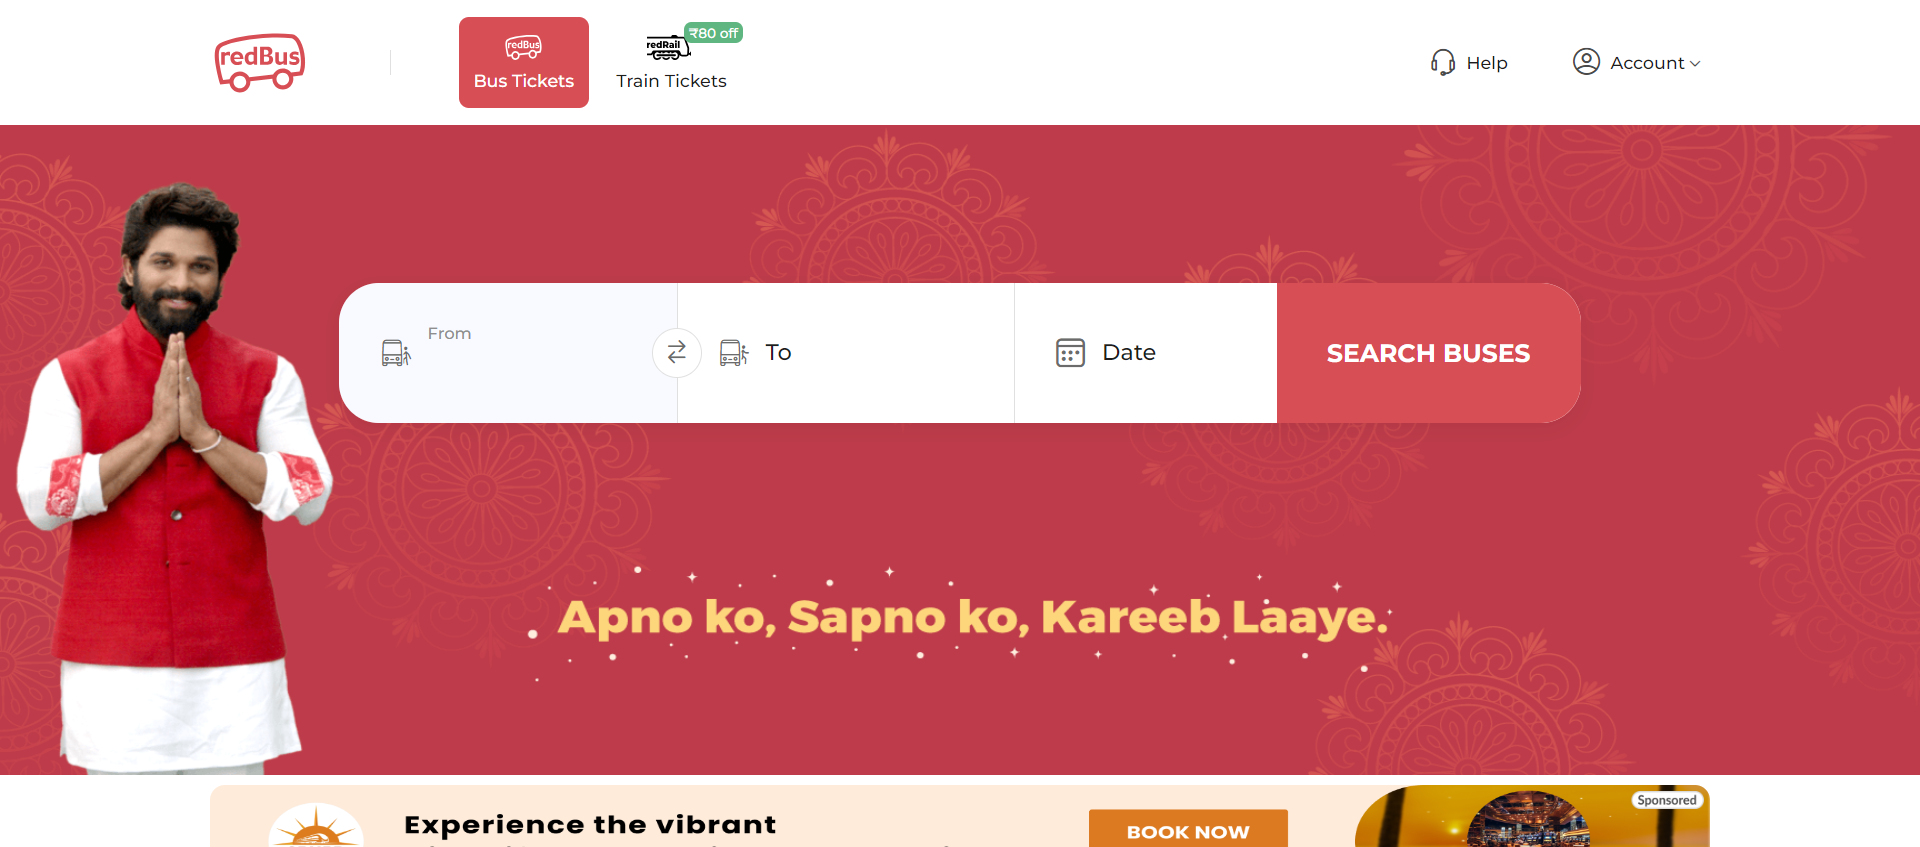 redBus
redBus
Bus Tickets
redRail
₹80 off
Train Tickets
Help
Account
From
To
Date
SEARCH BUSES
Apno ko, Sapno ko, Kareeb Laaye.
Sponsored
Experience the vibrant
BOOK NOW